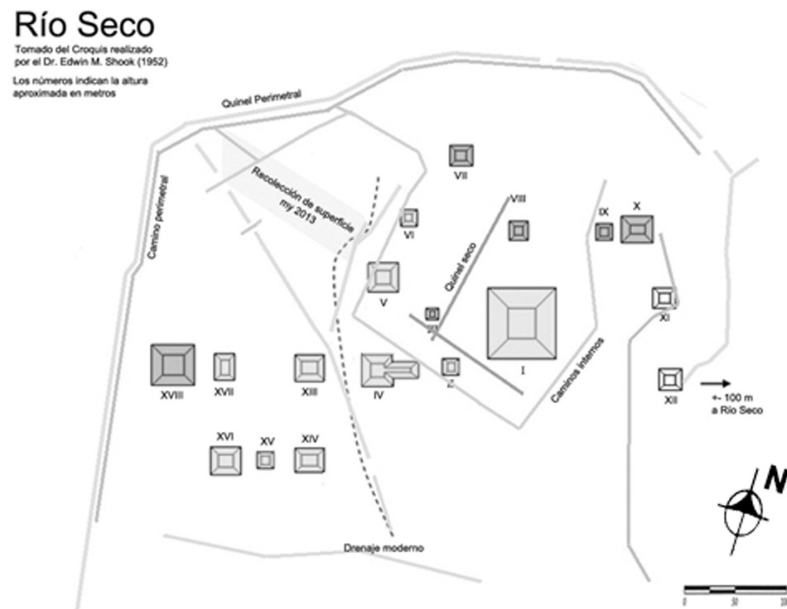 Río Seco
Tomado del Croquis realizado
por el Dr. Edwin M. Shook (1952)
Los números indican la altura
aproximada en metros
Quinel Perimetral
Camino perimetral
Recolección de superficie
my 2013
VII
VI
VIII
IX
X
Quinel seco
V
XI
I
Caminos internos
XVIII
XVII
XIII
IV
XII
+- 100 m
a Río Seco
XVI
XV
XIV
N
Drenaje moderno
0
50